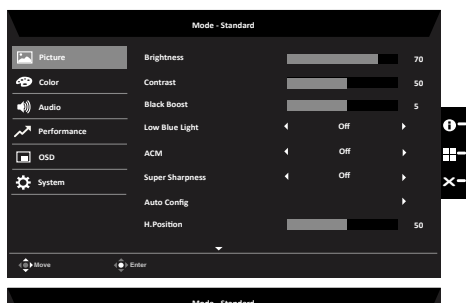 Mode - Standard
Picture
Brightness 70
Color
Contrast 50
Audio
Black Boost 5
Performance
Low Blue Light Off
OSD
ACM Off
System
Super Sharpness Off
Auto Config
H.Position 50
Move Enter
Mode - Standard